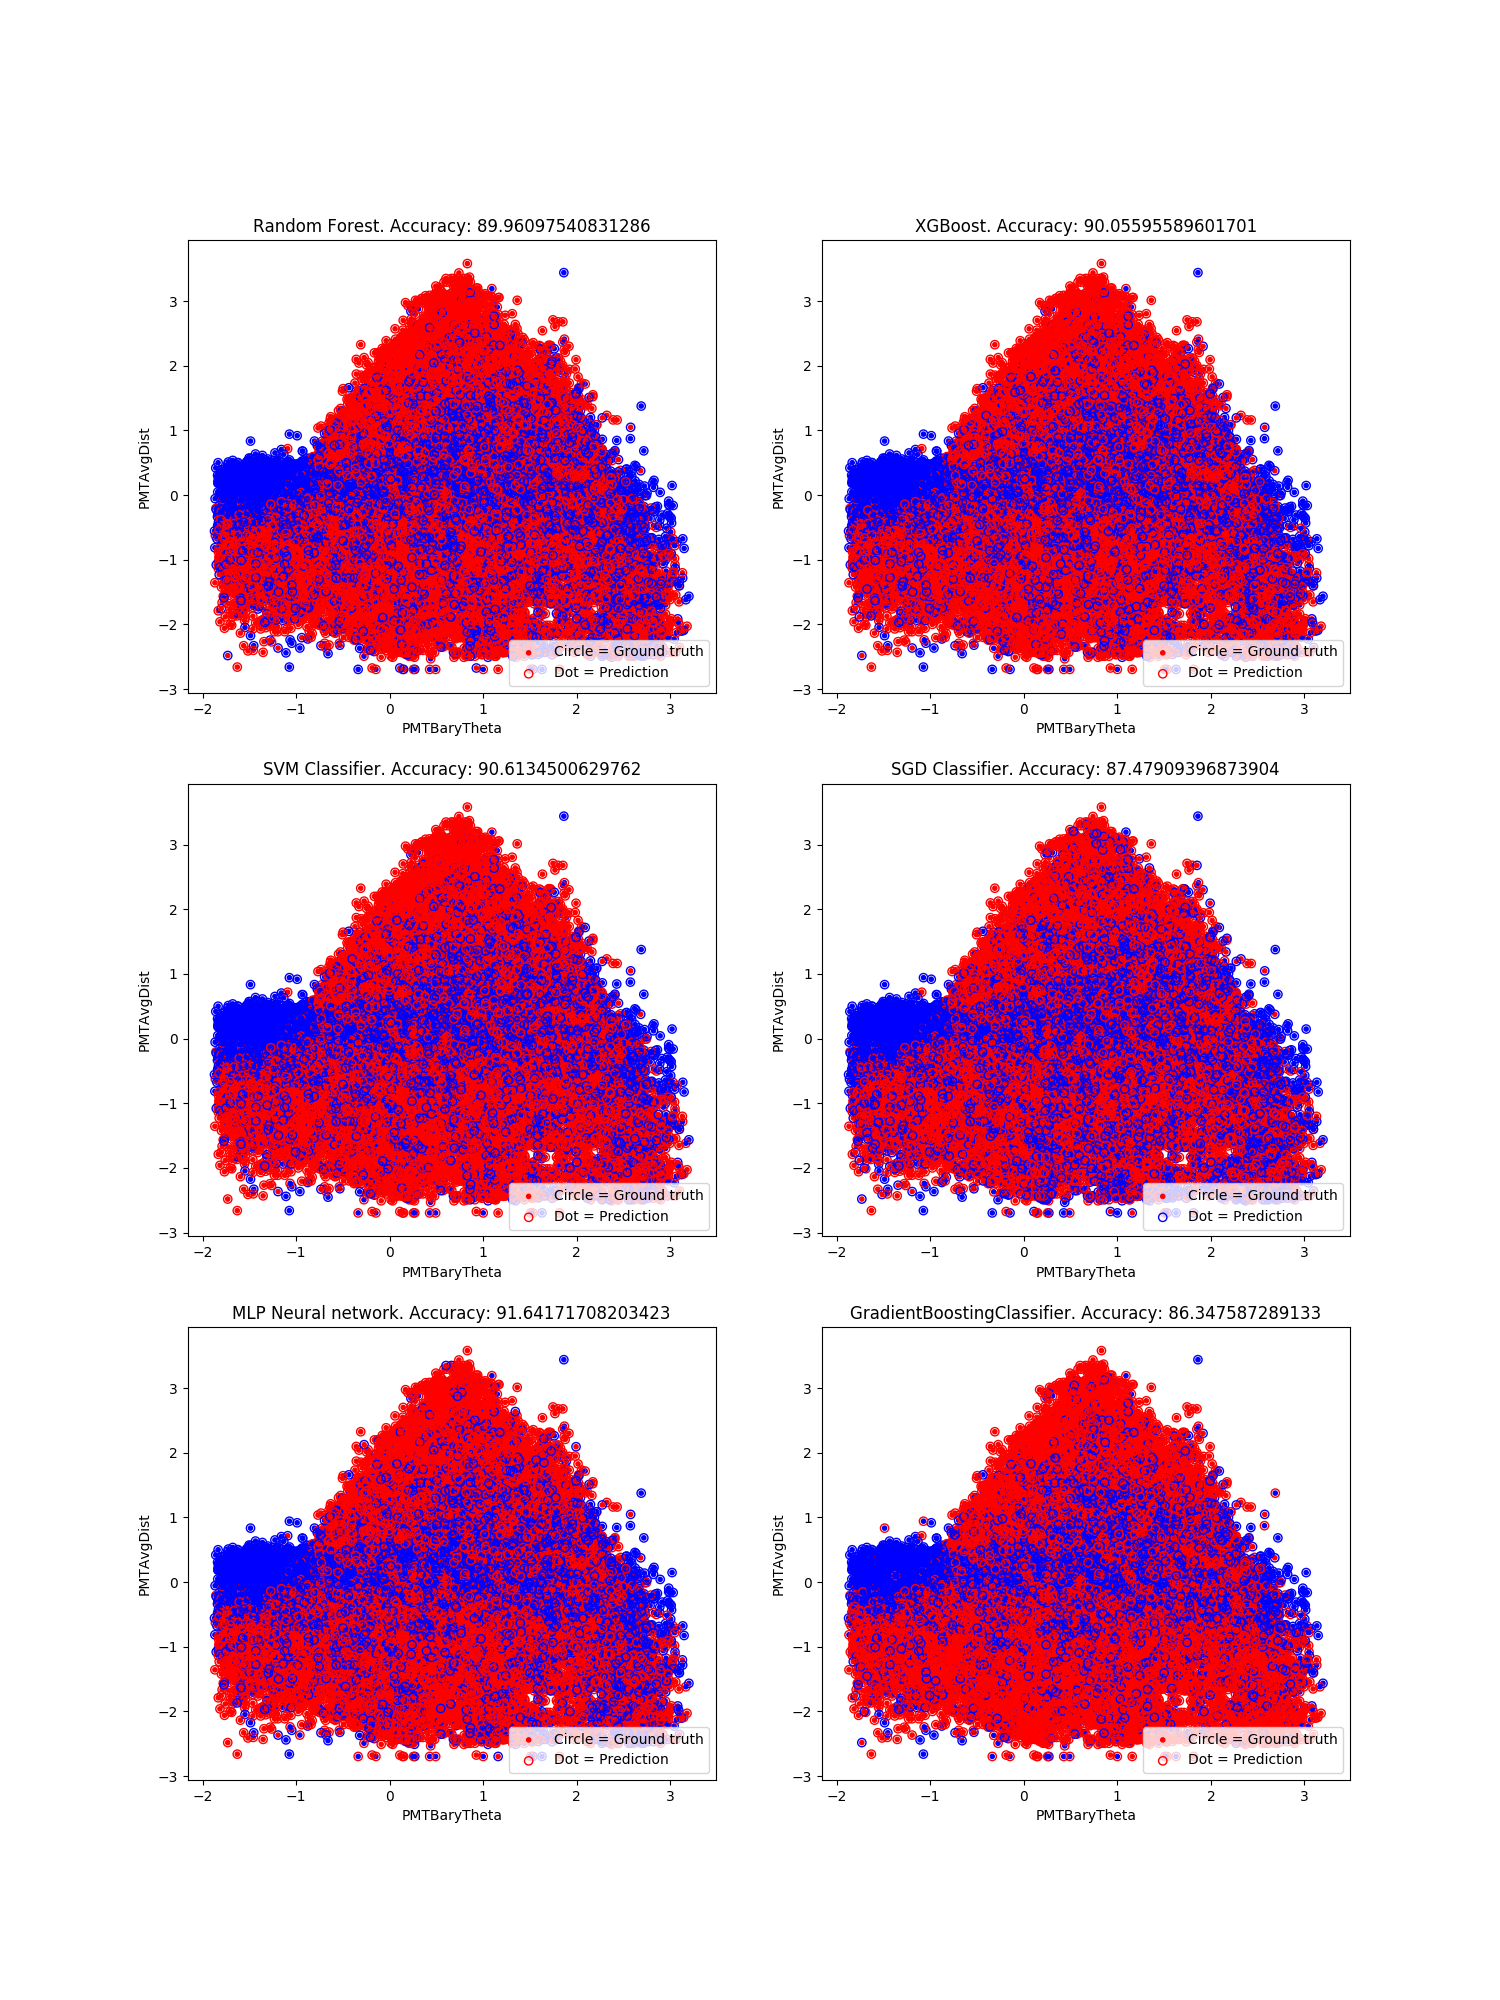 Random Forest. Accuracy: 89.96097540831286
XGBoost. Accuracy: 90.05595589601701
3
2
1
0
−1
−2
−3
PMTAvgDist
Circle = Ground truth
Dot = Prediction
−2 −1 0 1 2 3
PMTBaryTheta
3
2
1
0
−1
−2
−3
PMTAvgDist
Circle = Ground truth
Dot = Prediction
−2 −1 0 1 2 3
PMTBaryTheta
SVM Classifier. Accuracy: 90.6134500629762
SGD Classifier. Accuracy: 87.47909396873904
3
2
1
0
−1
−2
−3
PMTAvgDist
Circle = Ground truth
Dot = Prediction
−2 −1 0 1 2 3
PMTBaryTheta
3
2
1
0
−1
−2
−3
PMTAvgDist
Circle = Ground truth
Dot = Prediction
−2 −1 0 1 2 3
PMTBaryTheta
MLP Neural network. Accuracy: 91.64171708203423
GradientBoostingClassifier. Accuracy: 86.347587289133
3
2
1
0
−1
−2
−3
PMTAvgDist
Circle = Ground truth
Dot = Prediction
−2 −1 0 1 2 3
PMTBaryTheta
3
2
1
0
−1
−2
−3
PMTAvgDist
Circle = Ground truth
Dot = Prediction
−2 −1 0 1 2 3
PMTBaryTheta